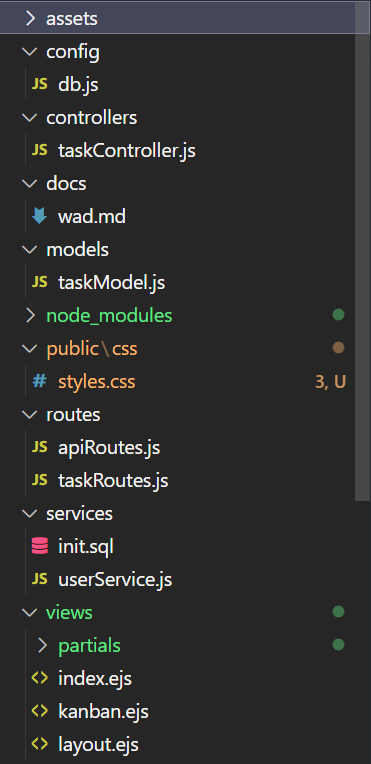 assets
config
JS db.js
controllers
JS taskController.js
docs
wad.md
models
JS taskModel.js
node_modules
public\css
# styles.css 3, U
routes
JS apiRoutes.js
JS taskRoutes.js
services
init.sql
JS userService.js
views
partials
<> index.ejs
<> kanban.ejs
<> layout.ejs